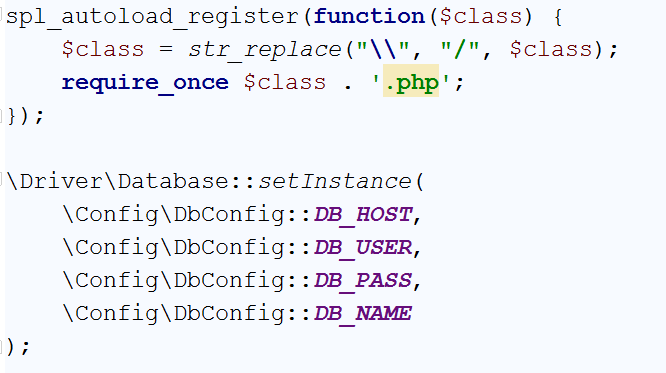 spl_autoload_register(function($class) {
    $class = str_replace("\\", "/", $class);
    require_once $class . '.php';
});

\Driver\Database::setInstance(
    \Config\DbConfig::DB_HOST,
    \Config\DbConfig::DB_USER,
    \Config\DbConfig::DB_PASS,
    \Config\DbConfig::DB_NAME
);